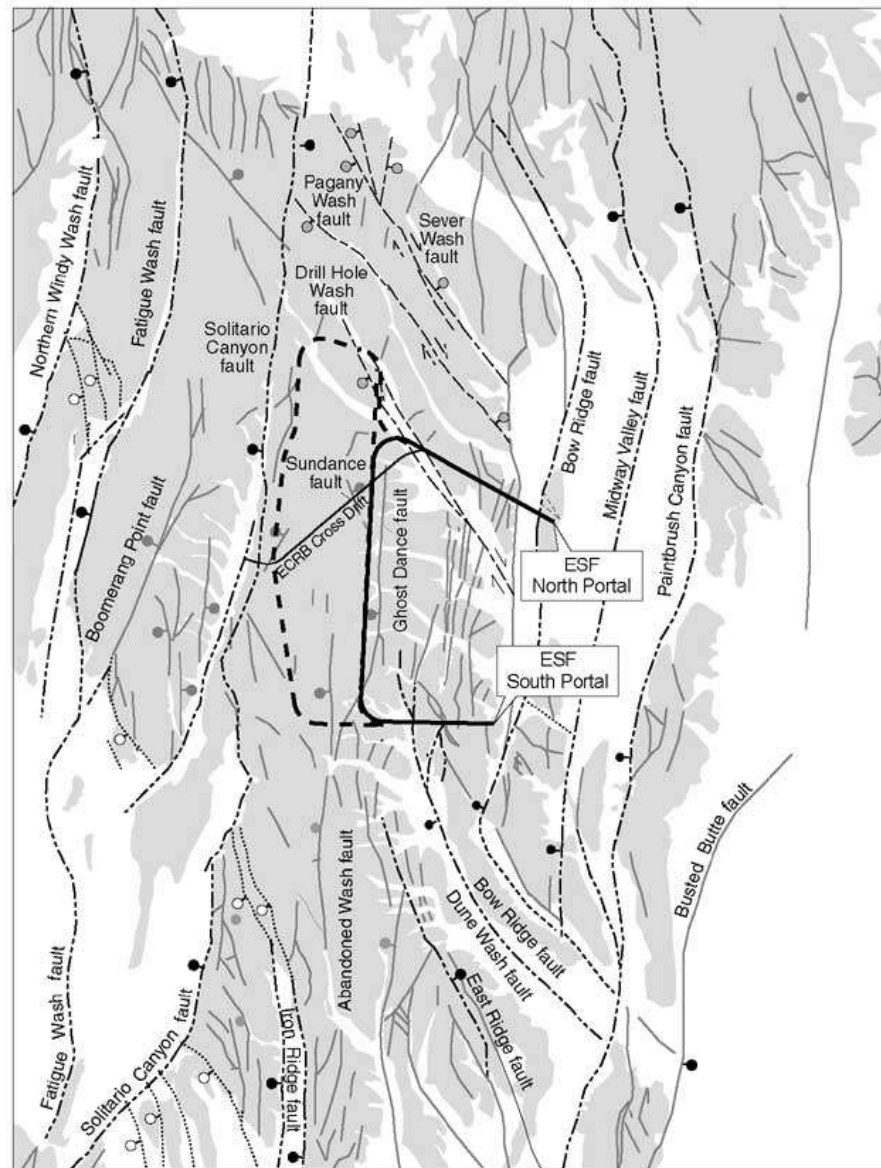 Northern Windy Wash fault
Fatigue Wash fault
Pagany
Wash
fault
Sever
Wash
fault
Drill Hole
Wash
fault
Solitario
Canyon
fault
Bow Ridge fault
Midway Valley fault
Paintbrush Canyon fault
Sundance
fault
ECRB Cross Drift
Boomerang Point fault
Ghost Dance fault
ESF
North Portal
ESF
South Portal
Busted Butte fault
Abandoned Wash fault
Bow Ridge fault
Dune Wash fault
East Ridge fault
Fatigue Wash fault
Solitario Canyon fault
Iron Ridge fault